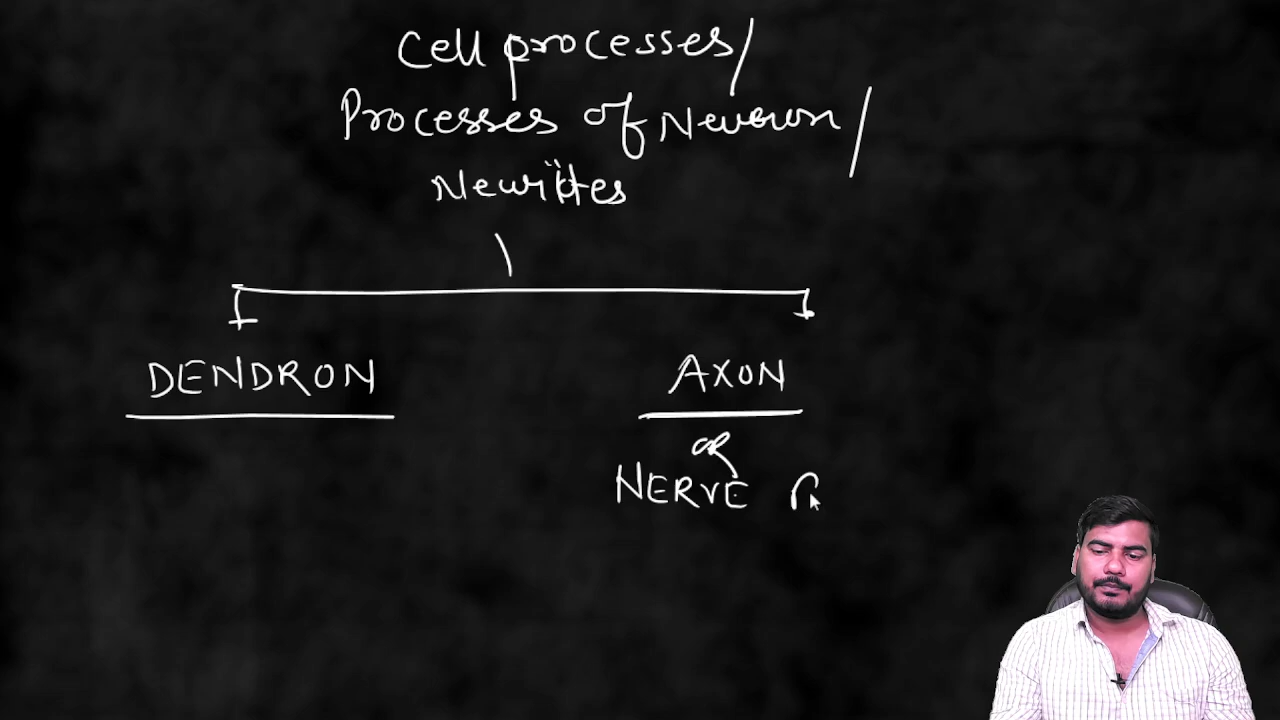 Cell processes/
Processes of Neuron/
Neurites
DENDRON
AXON
OR
NERVE